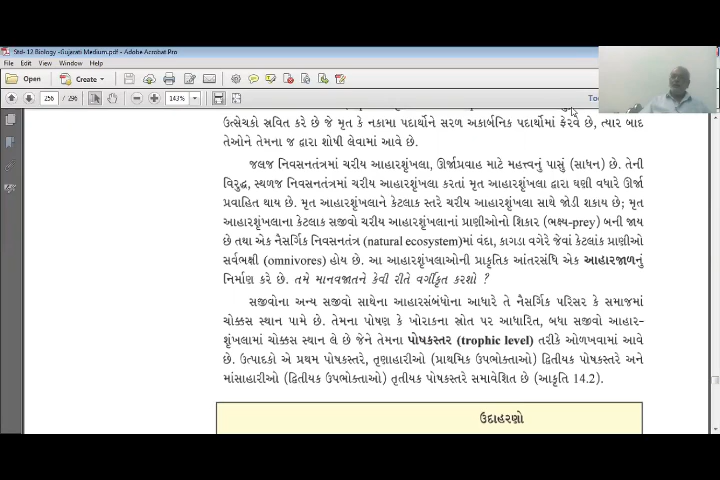 Std- 12 Biology -Gujarati Medium.pdf - Adobe Acrobat Pro
File Edit View Window Help
Open Create
256 / 296 143%
ઉત્સેચકો સ્રવિત કરે છે જે મૃત કે નકામા પદાર્થોને સરળ અકાર્બનિક પદાર્થોમાં ફેરવે છે, ત્યાર બાદ
તેઓને તેમના જ દ્વારા શોષી લેવામાં આવે છે.
જલજ નિવસનતંત્રમાં ચરીય આહારશૃંખલા, ઊર્જાપ્રવાહ માટે મહત્ત્વનું પાસું (સાધન) છે. તેની
વિરુદ્ધ, સ્થળજ નિવસનતંત્રમાં ચરીય આહારશૃંખલા કરતાં મૃત આહારશૃંખલા દ્વારા ઘણી વધારે ઊર્જા
પ્રવાહિત થાય છે. મૃત આહારશૃંખલાને કેટલાક સ્તરે ચરીય આહારશૃંખલા સાથે જોડી શકાય છે; મૃત
આહારશૃંખલાના કેટલાક સજીવો ચરીય આહારશૃંખલાનાં પ્રાણીઓનો શિકાર (ભક્ષ્ય-prey) બની જાય
છે તથા એક નૈસર્ગિક નિવસનતંત્ર (natural ecosystem)માં વંદા, કાગડા વગેરે જેવાં કેટલાંક પ્રાણીઓ
સર્વભક્ષી (omnivores) હોય છે. આ આહારશૃંખલાઓની પ્રાકૃતિક આંતરસંધિ એક આહારજાળનું
નિર્માણ કરે છે. તમે માનવજાતને કેવી રીતે વર્ગીકૃત કરશો ?
સજીવોના અન્ય સજીવો સાથેના આહારસંબંધોના આધારે તે નૈસર્ગિક પરિસર કે સમાજમાં
ચોક્કસ સ્થાન પામે છે. તેમના પોષણ કે ખોરાકના સ્રોત પર આધારિત, બધા સજીવો આહાર-
શૃંખલામાં ચોક્કસ સ્થાન લે છે જેને તેમના પોષકસ્તર (trophic level) તરીકે ઓળખવામાં આવે
છે. ઉત્પાદકો એ પ્રથમ પોષકસ્તરે, તૃણાહારીઓ (પ્રાથમિક ઉપભોક્તાઓ) દ્વિતીયક પોષકસ્તરે અને
માંસાહારીઓ (દ્વિતીયક ઉપભોક્તાઓ) તૃતીયક પોષકસ્તરે સમાવેશિત છે (આકૃતિ 14.2).
ઉદાહરણો